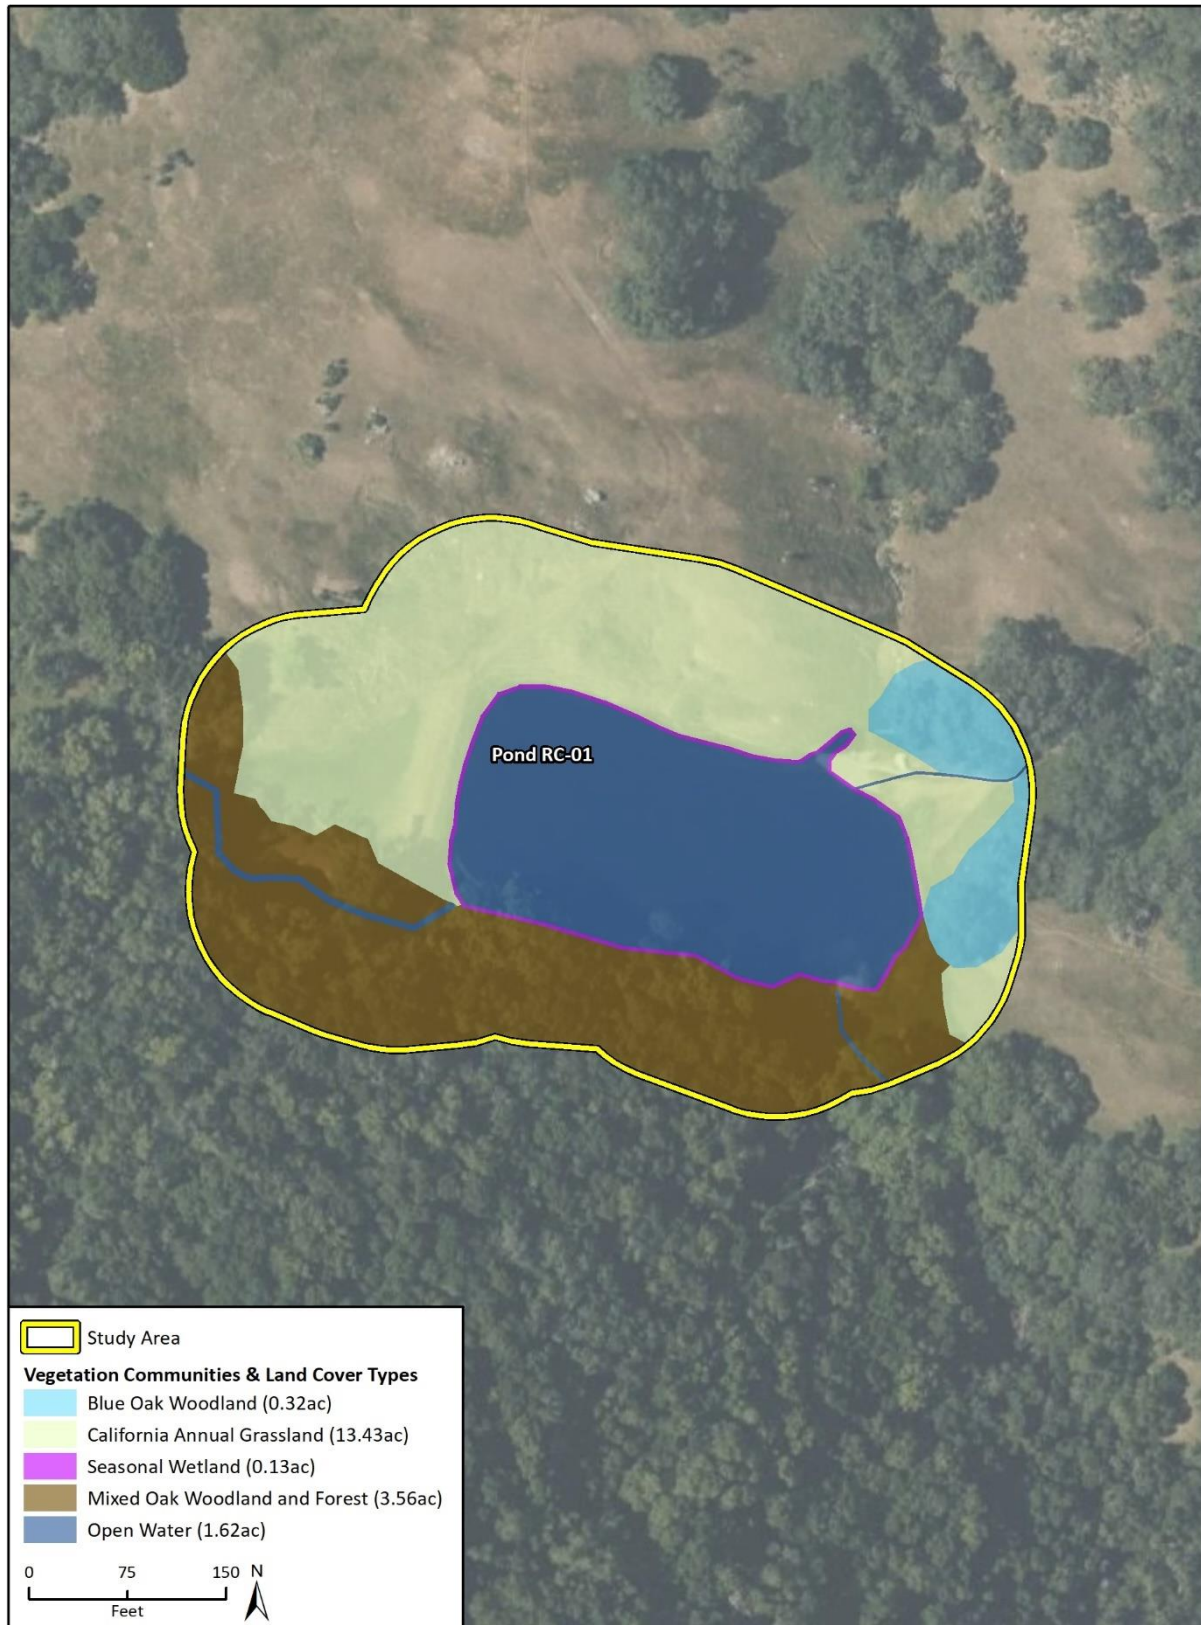 Pond RC-01
Study Area
Vegetation Communities & Land Cover Types
Blue Oak Woodland (0.32ac)
California Annual Grassland (13.43ac)
Seasonal Wetland (0.13ac)
Mixed Oak Woodland and Forest (3.56ac)
Open Water (1.62ac)
0 75 150 N
Feet